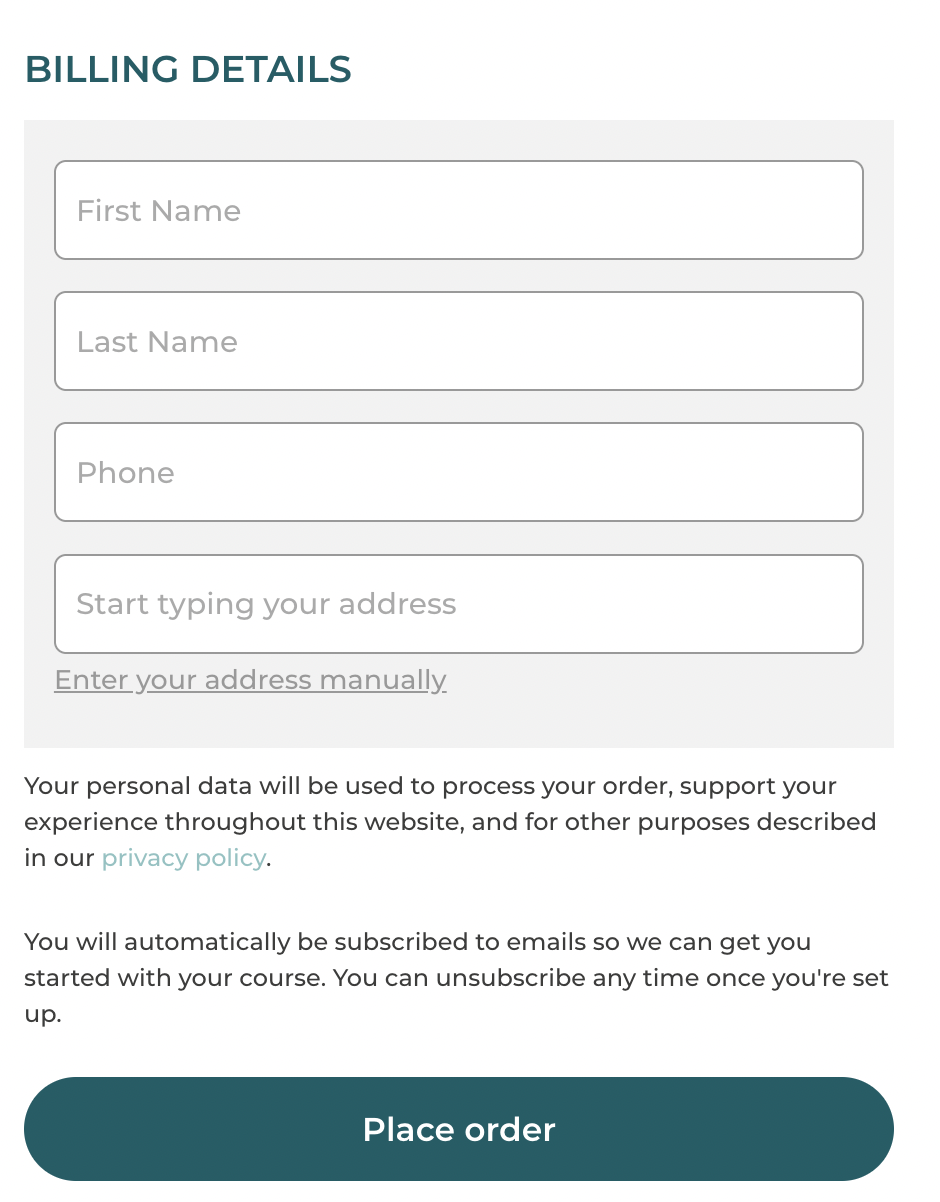 BILLING DETAILS
First Name
Last Name
Phone
Start typing your address
Enter your address manually
Your personal data will be used to process your order, support your
experience throughout this website, and for other purposes described
in our privacy policy.
You will automatically be subscribed to emails so we can get you
started with your course. You can unsubscribe any time once you're set
up.
Place order